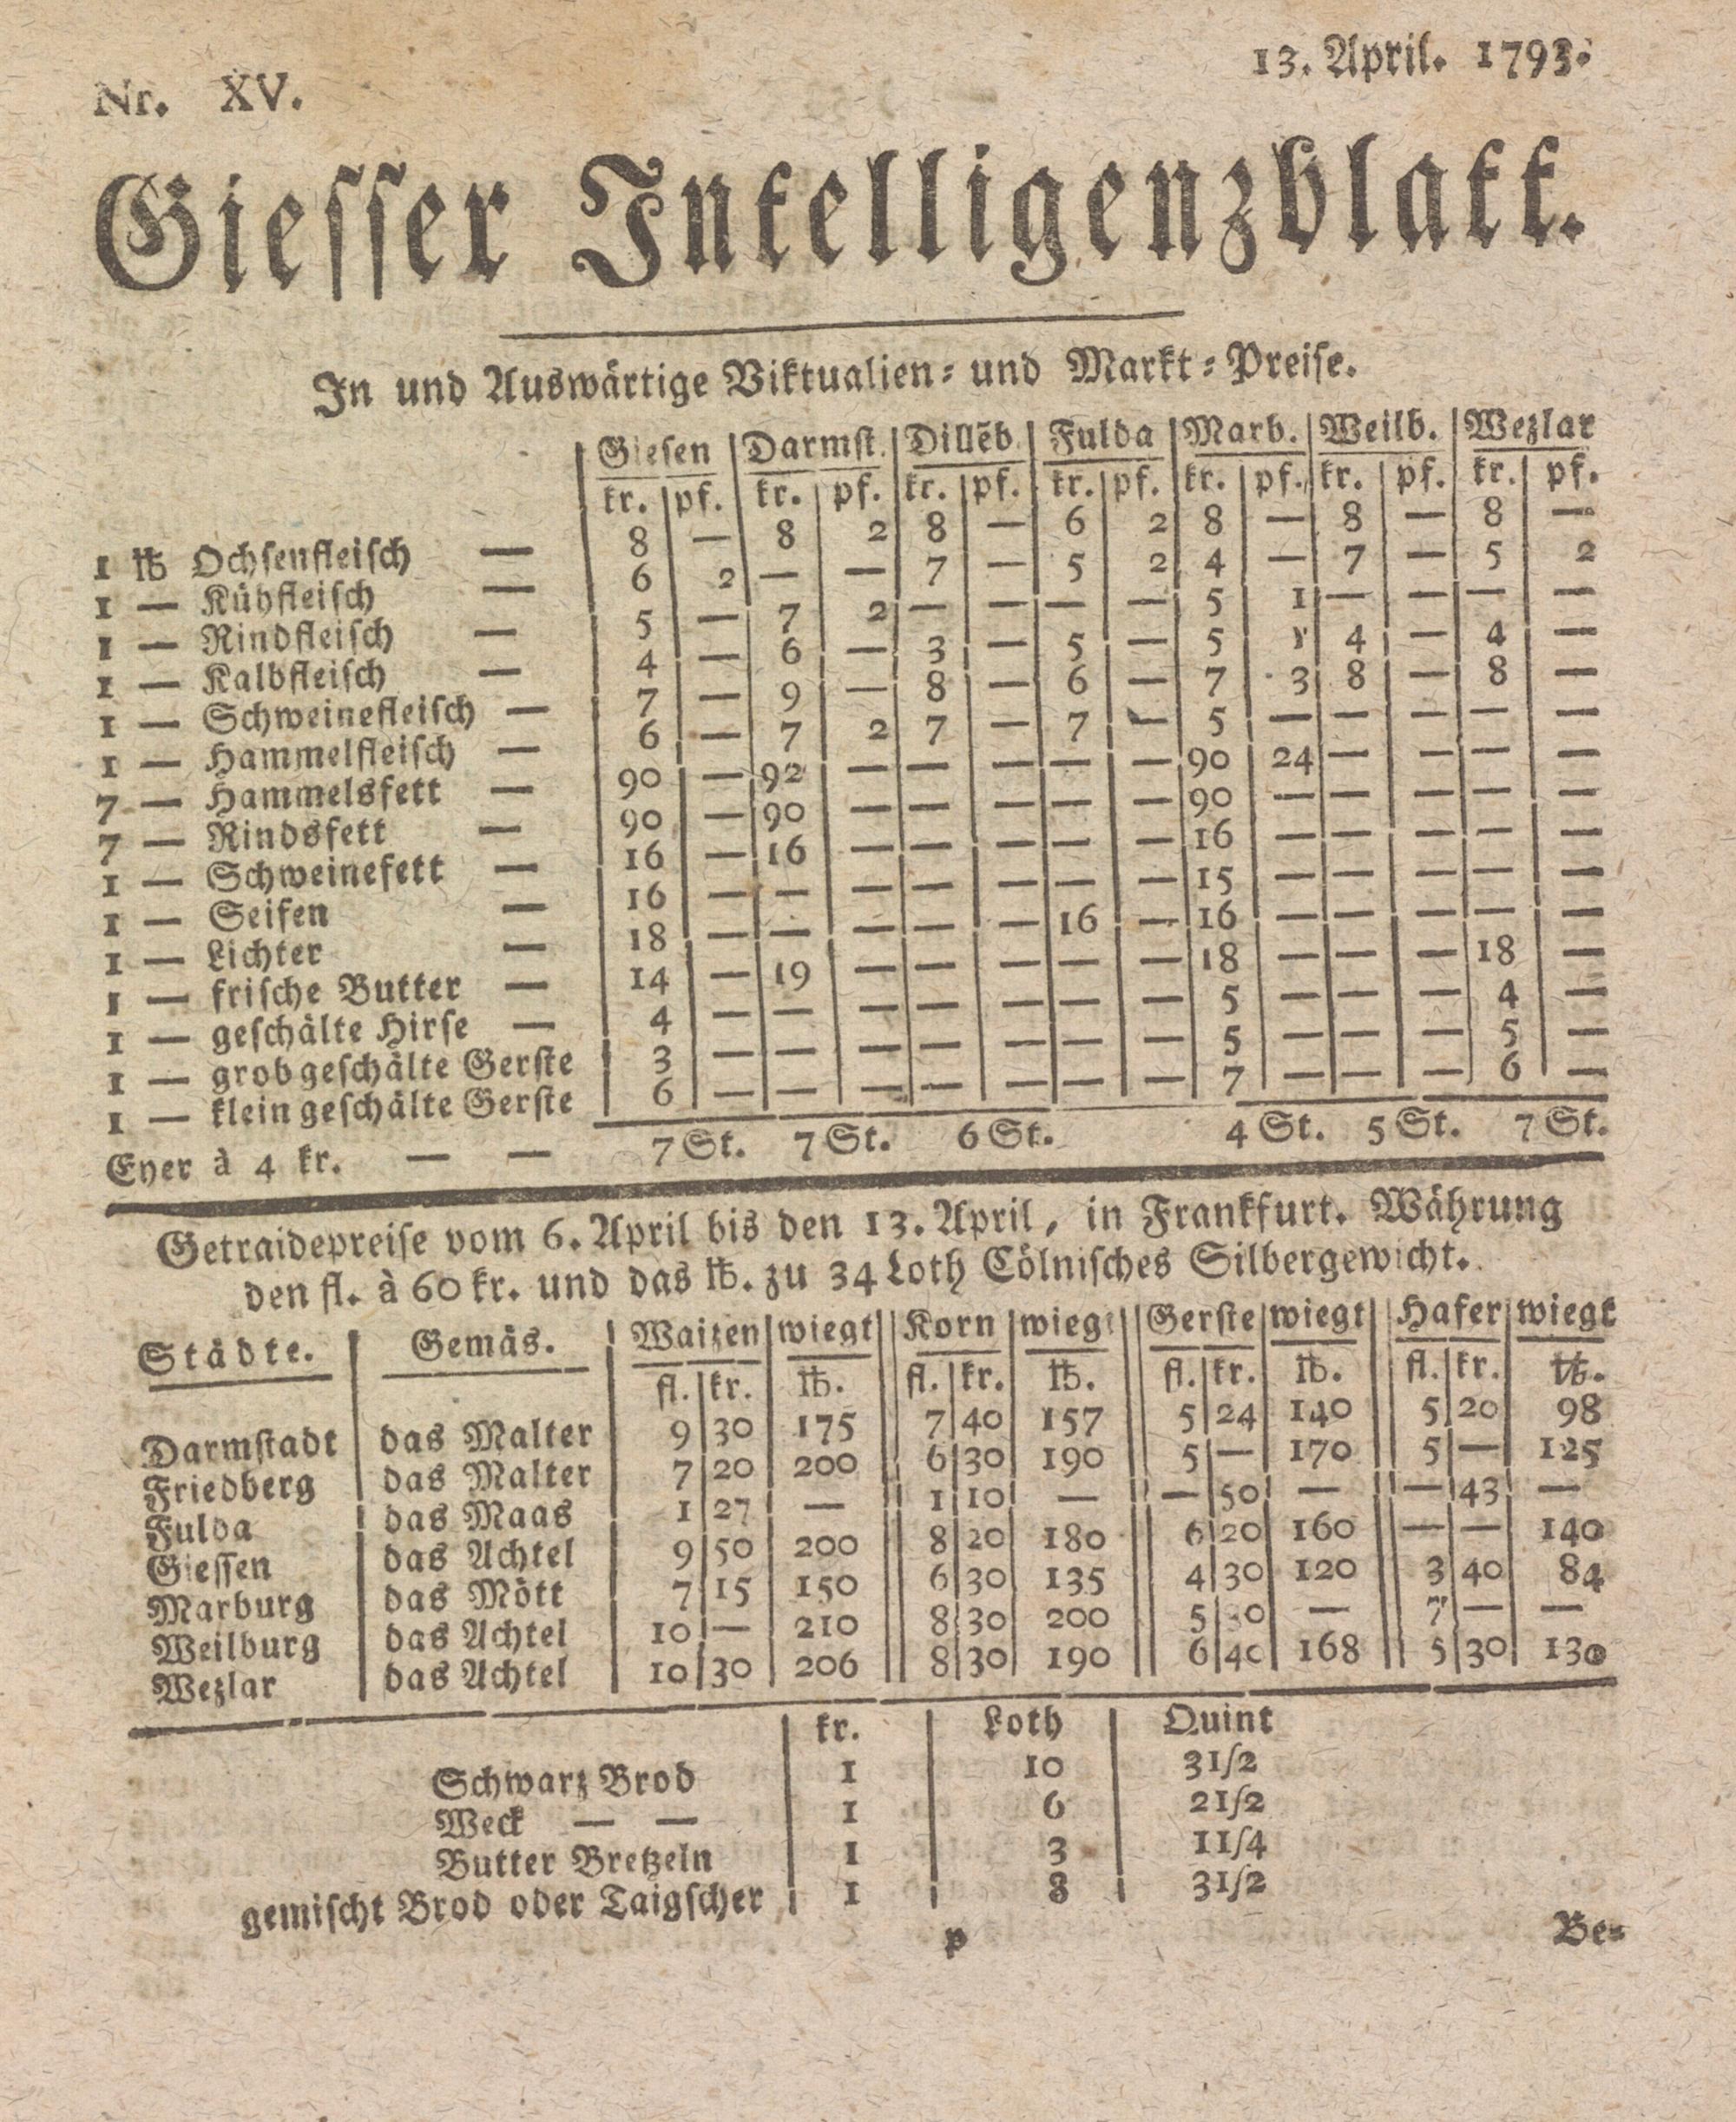 Nr. XV. 13. April. 1793.
Giesser Intelligenzblatt.
In und Auswärtige Viktualien- und Markt-Preise.
Giesen | Darmst. | Dillēb. | Fulda | Marb. | Weilb. | Wezlar
kr. | pf. | kr. | pf. | kr. | pf. | kr. | pf. | kr. | pf. | kr. | pf. | kr. | pf.
1 ℔ Ochsenfleisch — | 8 | — | 8 | 2 | 8 | — | 6 | 2 | 8 | — | 8 | — | 8 | —
1 — Kühfleisch — | 6 | 2 | — | — | 7 | — | 5 | 2 | 4 | — | 7 | — | 5 | 2
1 — Rindfleisch — | 5 | — | 7 | 2 | — | — | — | — | 5 | 1 | — | — | — | —
1 — Kalbfleisch — | 4 | — | 6 | — | 3 | — | 5 | — | 5 | 1 | 4 | — | 4 | —
1 — Schweinefleisch — | 7 | — | 9 | — | 8 | — | 6 | — | 7 | 3 | 8 | — | 8 | —
1 — Hammelfleisch — | 6 | — | 7 | 2 | 7 | — | 7 | — | 5 | — | — | — | — | —
7 — Hammelsfett — | 90 | — | 92 | — | — | — | — | — | 90 | 24 | — | — | — | —
7 — Rindsfett — | 90 | — | 90 | — | — | — | — | — | 90 | — | — | — | — | —
1 — Schweinefett — | 16 | — | 16 | — | — | — | — | — | 16 | — | — | — | — | —
1 — Seifen — | 16 | — | — | — | — | — | — | — | 15 | — | — | — | — | —
1 — Lichter — | 18 | — | — | — | — | — | 16 | — | 16 | — | — | — | — | —
1 — frische Butter — | 14 | — | 19 | — | — | — | — | — | 18 | — | — | — | 18 | —
1 — geschälte Hirse — | 4 | — | — | — | — | — | — | — | 5 | — | — | — | 4 | —
1 — grob geschälte Gerste | 3 | — | — | — | — | — | — | — | 5 | — | — | — | 5 | —
1 — klein geschälte Gerste | 6 | — | — | — | — | — | — | — | 7 | — | — | — | 6 | —
Eyer à 4 kr. — — 7 St. 7 St. 6 St. 4 St. 5 St. 7 St.
Getraidepreise vom 6. April bis den 13. April, in Frankfurt. Währung
den fl. à 60 kr. und das ℔. zu 34 Loth Cölnisches Silbergewicht.
Städte. | Gemäs. | Waitzen | wiegt || Korn | wiegt || Gerste | wiegt || Hafer | wiegt
fl. | kr. | ℔. || fl. | kr. | ℔. || fl. | kr. | ℔. || fl. | kr. | ℔.
Darmstadt | das Malter | 9 | 30 | 175 || 7 | 40 | 157 || 5 | 24 | 140 || 5 | 20 | 98
Friedberg | das Malter | 7 | 20 | 200 || 6 | 30 | 190 || 5 | — | 170 || 5 | — | 125
Fulda | das Maas | 1 | 27 | — || 1 | 10 | — || — | 50 | — || — | 43 | —
Giessen | das Achtel | 9 | 50 | 200 || 8 | 20 | 180 || 6 | 20 | 160 || — | — | 140
Marburg | das Mött | 7 | 15 | 150 || 6 | 30 | 135 || 4 | 30 | 120 || 3 | 40 | 84
Weilburg | das Achtel | 10 | — | 210 || 8 | 30 | 200 || 5 | 30 | — || 7 | — | —
Wezlar | das Achtel | 10 | 30 | 206 || 8 | 30 | 190 || 6 | 40 | 168 || 5 | 30 | 130
kr. | Loth | Quint
Schwarz Brod | 1 | 10 | 3 1/2
Weck — — | 1 | 6 | 2 1/2
Butter Bretzeln | 1 | 3 | 1 1/4
gemischt Brod oder Taigscher | 1 | 8 | 3 1/2
p Be-